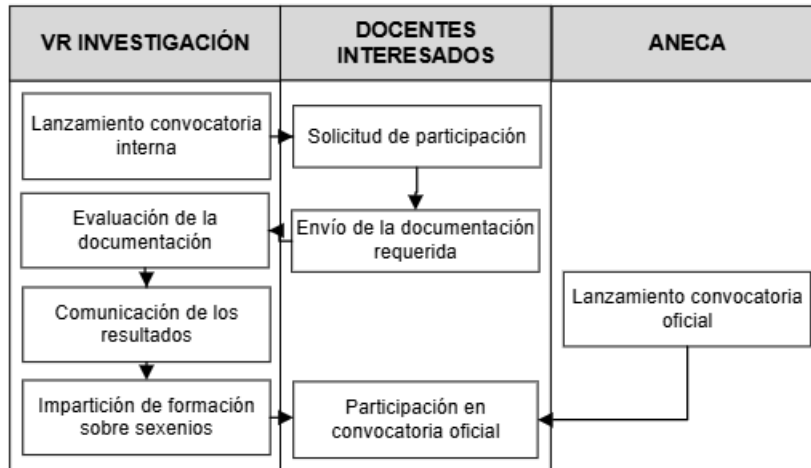 VR INVESTIGACIÓN
DOCENTES
INTERESADOS
ANECA
Lanzamiento convocatoria
interna
Solicitud de participación
Evaluación de la
documentación
Envío de la documentación
requerida
Comunicación de los
resultados
Lanzamiento convocatoria
oficial
Impartición de formación
sobre sexenios
Participación en
convocatoria oficial